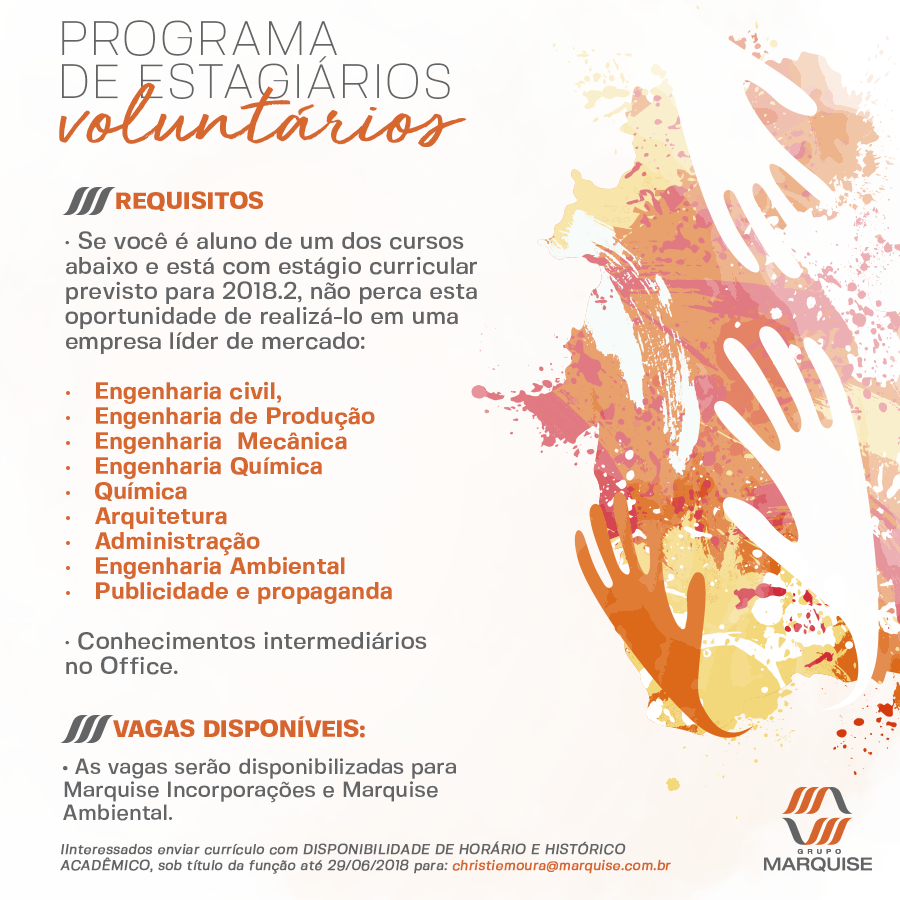 PROGRAMA
DE ESTAGIÁRIOS
voluntários
REQUISITOS
· Se você é aluno de um dos cursos
abaixo e está com estágio curricular
previsto para 2018.2, não perca esta
oportunidade de realizá-lo em uma
empresa líder de mercado:
· Engenharia civil,
· Engenharia de Produção
· Engenharia  Mecânica
· Engenharia Química
· Química
· Arquitetura
· Administração
· Engenharia Ambiental
· Publicidade e propaganda
· Conhecimentos intermediários
no Office.
VAGAS DISPONÍVEIS:
· As vagas serão disponibilizadas para
Marquise Incorporações e Marquise
Ambiental.
IInteressados enviar currículo com DISPONIBILIDADE DE HORÁRIO E HISTÓRICO
ACADÊMICO, sob título da função até 29/06/2018 para: christiemoura@marquise.com.br
GRUPO
MARQUISE